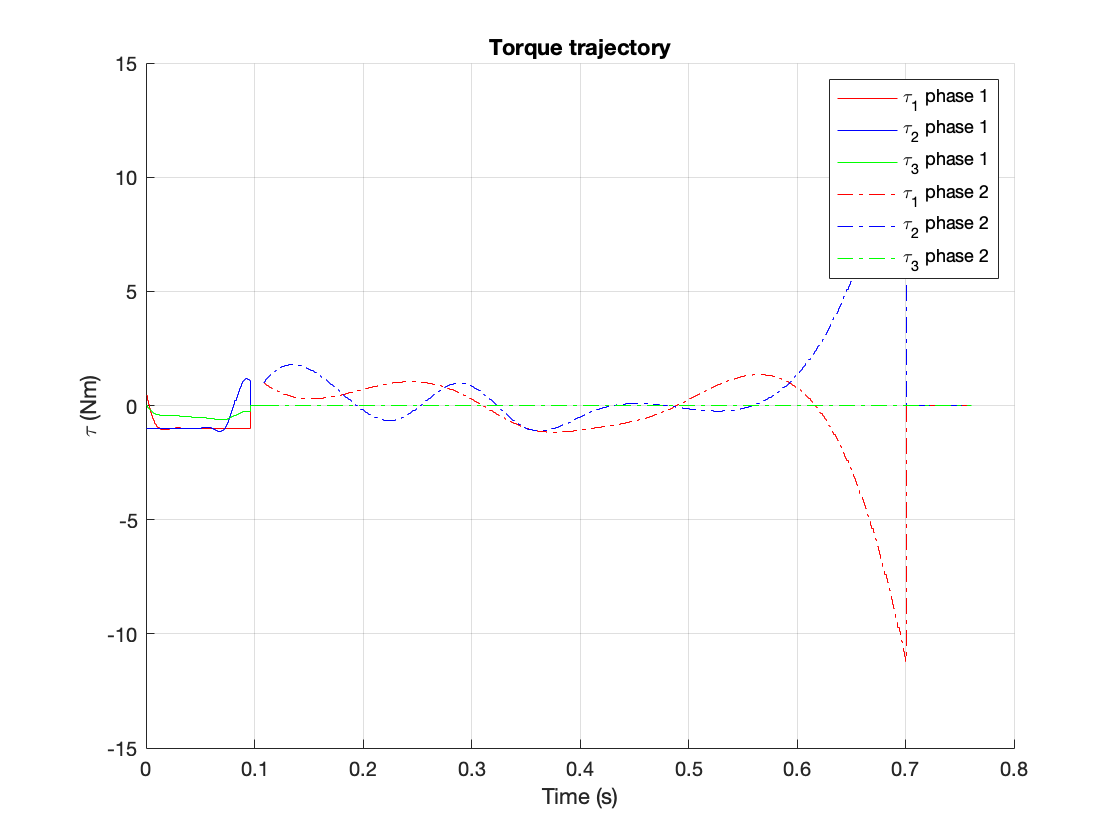 Torque trajectory
15
10
5
0
-5
-10
-15
τ (Nm)
0
0.1
0.2
0.3
0.4
0.5
0.6
0.7
0.8
Time (s)
τ1 phase 1
τ2 phase 1
τ3 phase 1
τ1 phase 2
τ2 phase 2
τ3 phase 2